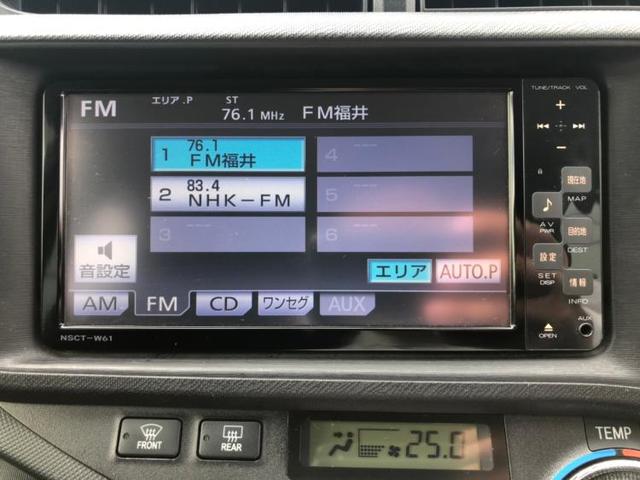 FM
エリア.P
ST
76.1 MHz
FM福井
1
76.1
FM福井
2
83.4
NHK-FM
3
---
4
---
5
---
6
---
音設定
エリア
AUTO.P
AM
FM
CD
ワンセグ
AUX
NSCT-W61
TUNE/TRACK VOL
+
−
現在地
MAP
♪
AV
PWR
目的地
DEST
設定
SET
DISP
情報
INFO
AUX
OPEN
FRONT
REAR
25.0
TEMP